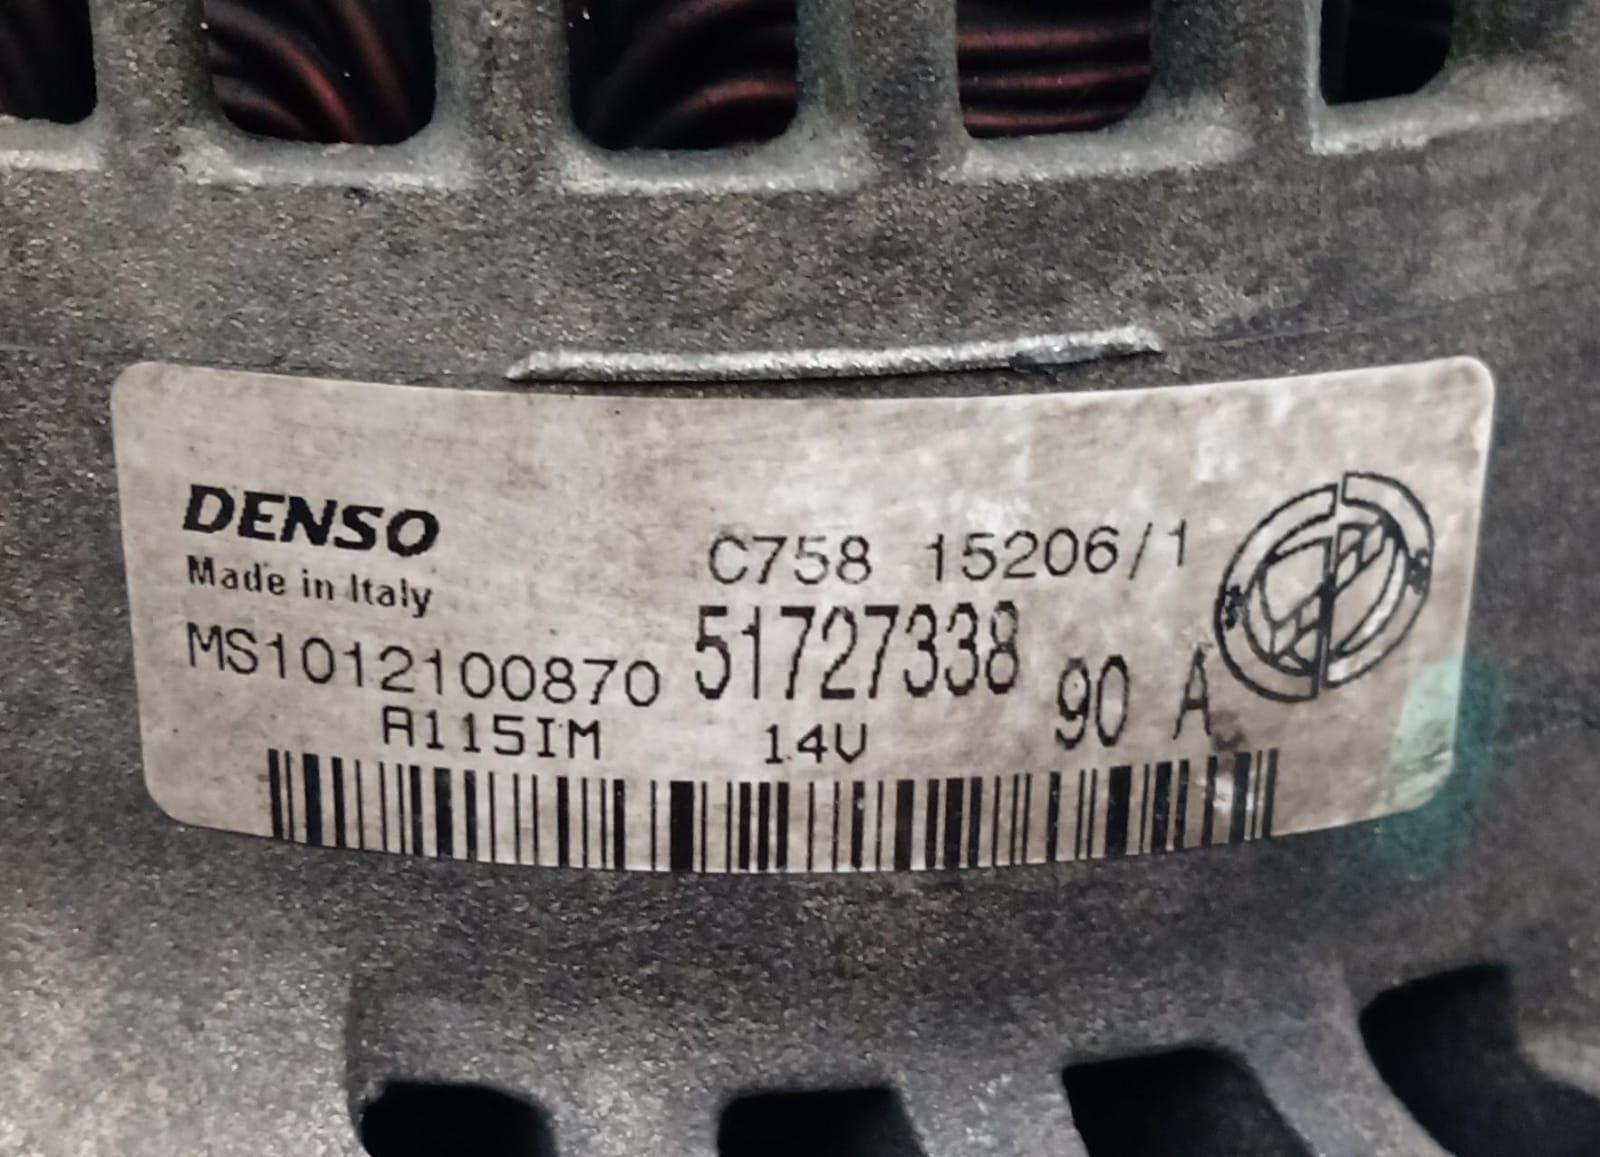 DENSO
Made in Italy
C758 15206/1
MS1012100870 51727338 90 A
A115IM 14V